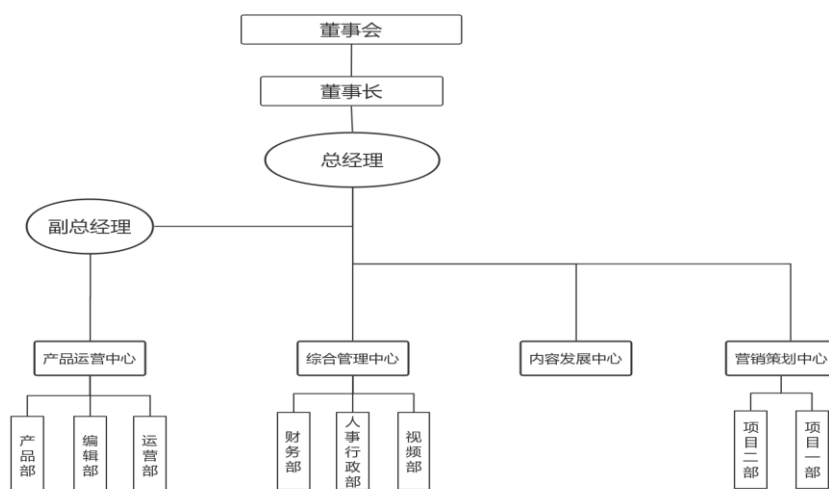 董事会
董事长
总经理
副总经理
产品运营中心
综合管理中心
内容发展中心
营销策划中心
产品部
编辑部
运营部
财务部
人事行政部
视频部
项目二部
项目一部